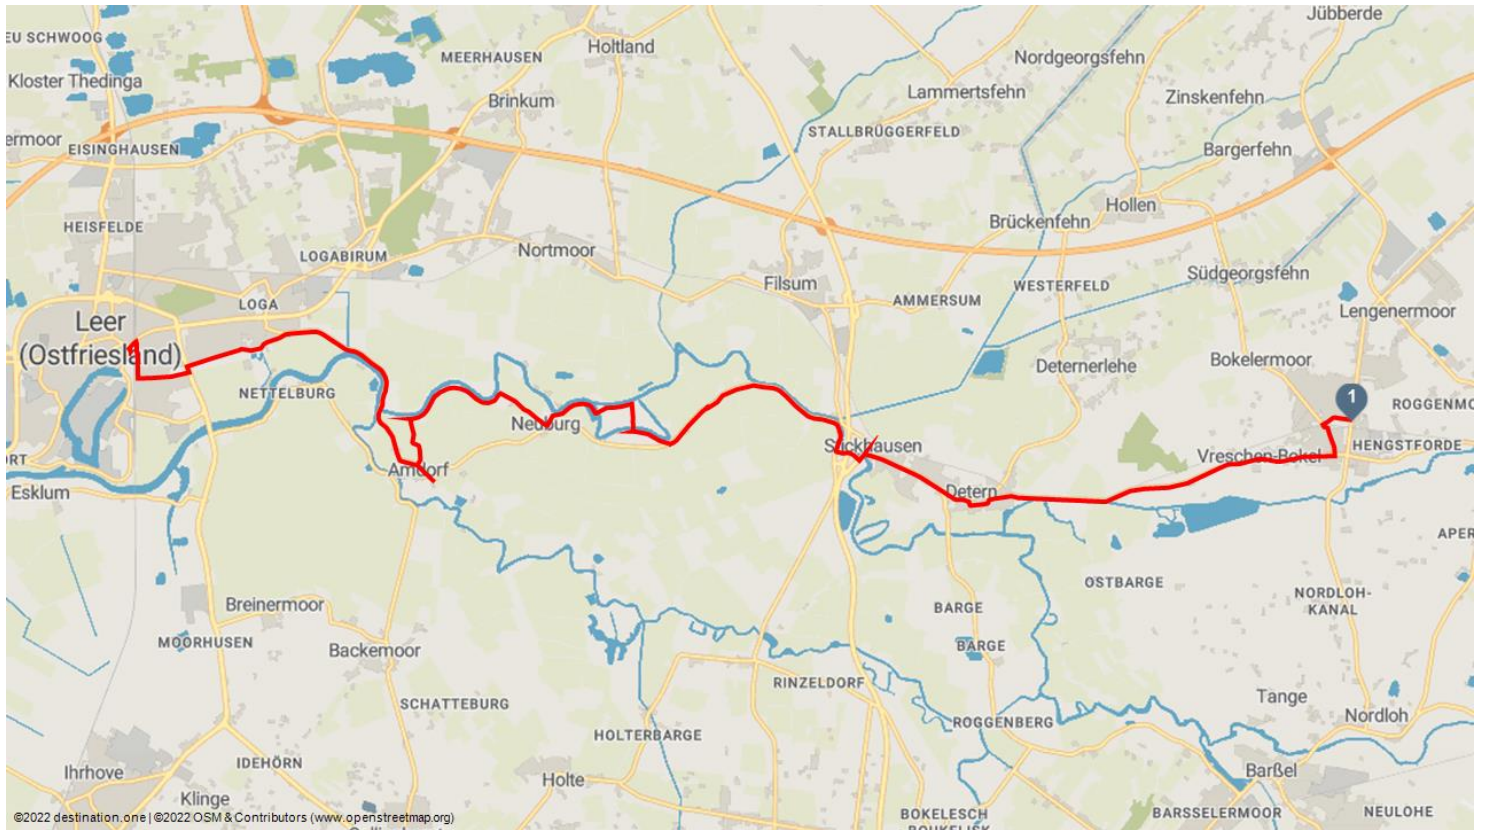 Jübberde
EU SCHWOOG
Holtland
MEERHAUSEN
Nordgeorgsfehn
Kloster Thedinga
Lammertsfehn
Zinskenfehn
Brinkum
STALLBRÜGGERFELD
ermoor
EISINGHAUSEN
Bargerfehn
Hollen
HEISFELDE
Brückenfehn
LOGABIRUM
Nortmoor
Südgeorgsfehn
Filsum
WESTERFELD
AMMERSUM
LOGA
Lengenermoor
Leer
(Ostfriesland)
Bokelermoor
Deternerlehe
NETTELBURG
1
ROGGENMO
Neuburg
Stickhausen
HENGSTFORDE
Vreschen-Bokel
ORT
Amdorf
Esklum
Detern
APER
OSTBARGE
NORDLOH-
KANAL
Breinermoor
BARGE
MOORHUSEN
Backemoor
BARGE
RINZELDORF
Tange
SCHATTEBURG
Nordloh
ROGGENBERG
HOLTERBARGE
IDEHÖRN
Ihrhove
Holte
Barßel
Klinge
BOKELESCH
BARSSELERMOOR
NEULOHE
©2022 destination.one | ©2022 OSM & Contributors (www.openstreetmap.org)